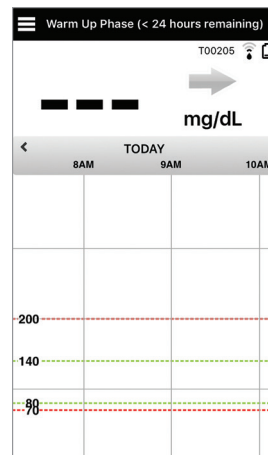 Warm Up Phase (< 24 hours remaining)
T00205
– – –
mg/dL
TODAY
8AM 9AM 10AM
200
140
80
70